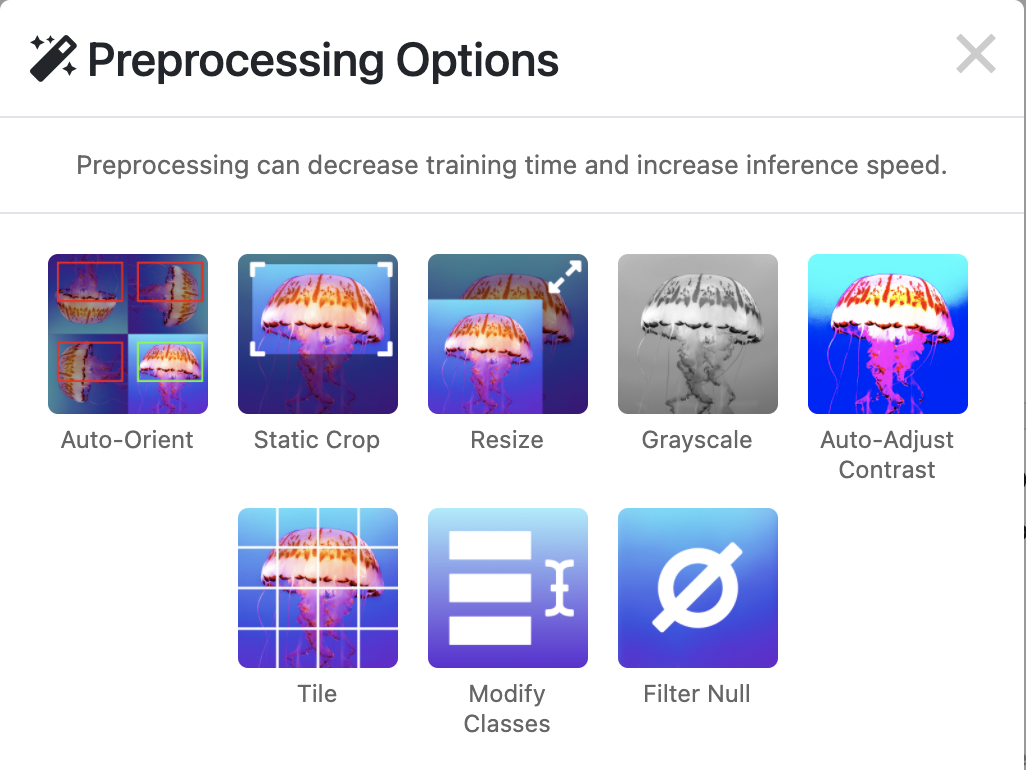 Preprocessing Options
Preprocessing can decrease training time and increase inference speed.
Auto-Orient
Static Crop
Resize
Grayscale
Auto-Adjust
Contrast
Tile
Modify
Classes
Filter Null